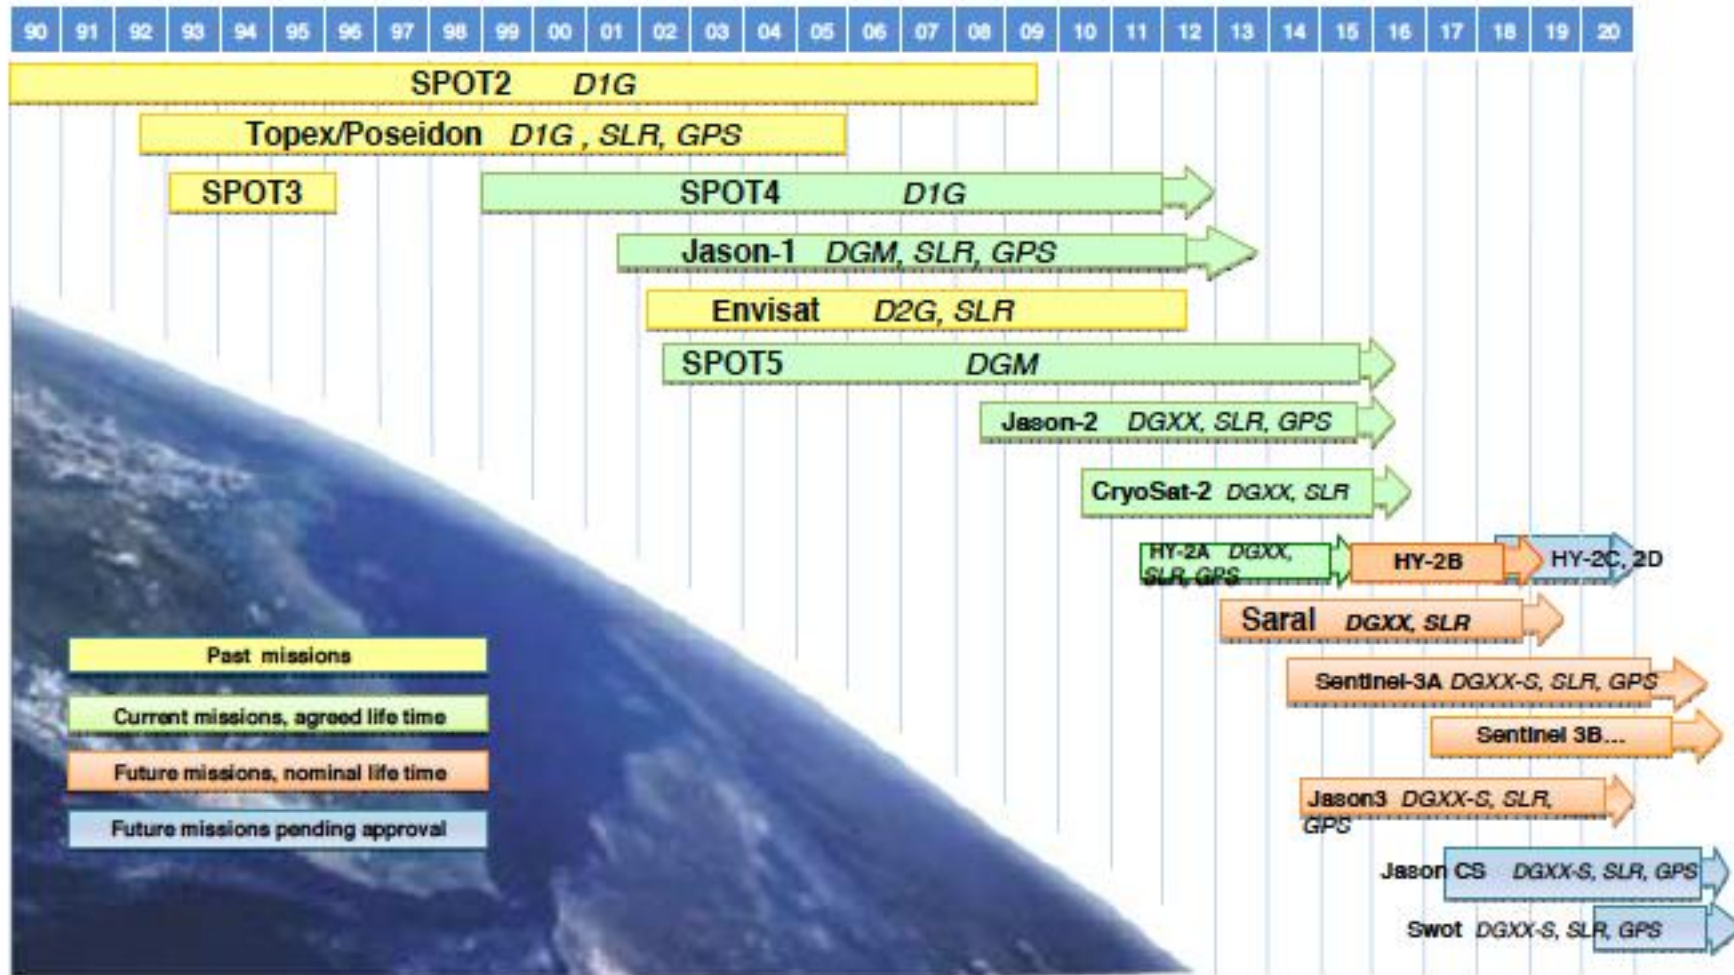 90 91 92 93 94 95 96 97 98 99 00 01 02 03 04 05 06 07 08 09 10 11 12 13 14 15 16 17 18 19 20
SPOT2 D1G
Topex/Poseidon D1G , SLR, GPS
SPOT3
SPOT4 D1G
Jason-1 DGM, SLR, GPS
Envisat D2G, SLR
SPOT5 DGM
Jason-2 DGXX, SLR, GPS
CryoSat-2 DGXX, SLR
HY-2A DGXX,
SLR, GPS
HY-2B
HY-2C, 2D
Saral DGXX, SLR
Sentinel-3A DGXX-S, SLR, GPS
Sentinel 3B...
Jason3 DGXX-S, SLR,
GPS
Jason CS DGXX-S, SLR, GPS
Swot DGXX-S, SLR, GPS
Past missions
Current missions, agreed life time
Future missions, nominal life time
Future missions pending approval